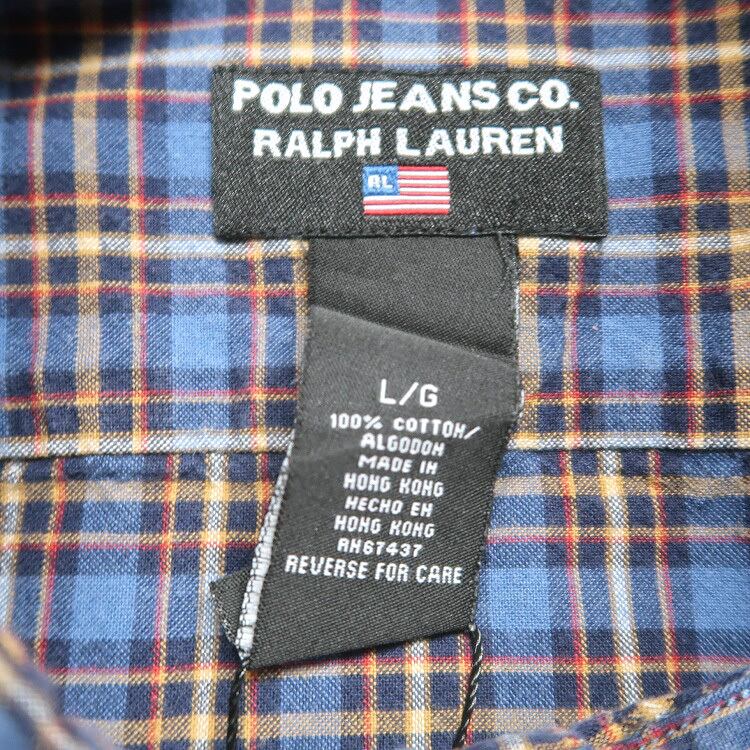 POLO JEANS CO.
RALPH LAUREN
RL
L/G
100% COTTON/
ALGODON
MADE IN
HONG KONG
HECHO EN
HONG KONG
RN67437
REVERSE FOR CARE